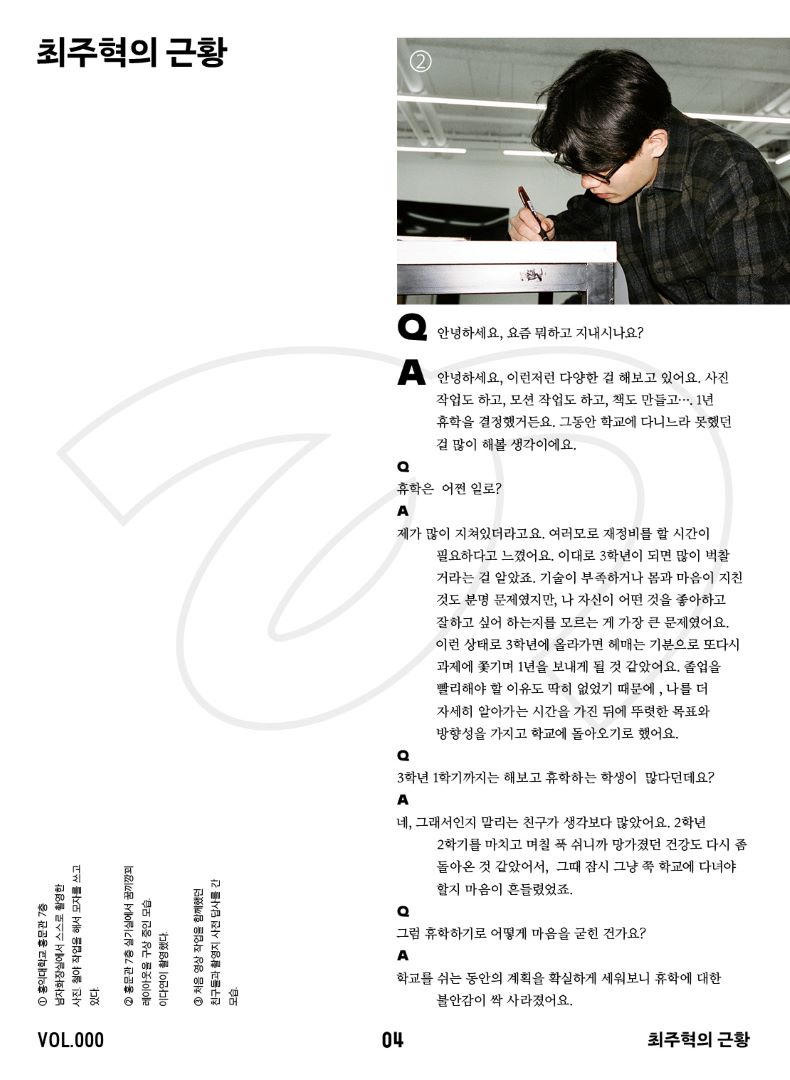 최주혁의 근황
②
Q 안녕하세요, 요즘 뭐하고 지내시나요?
A 안녕하세요, 이런저런 다양한 걸 해보고 있어요. 사진
작업도 하고, 모션 작업도 하고, 책도 만들고…. 1년
휴학을 결정했거든요. 그동안 학교에 다니느라 못했던
걸 많이 해볼 생각이에요.
Q
휴학은 어쩐 일로?
A
제가 많이 지쳐있더라고요. 여러모로 재정비를 할 시간이
필요하다고 느꼈어요. 이대로 3학년이 되면 많이 벅찰
거라는 걸 알았죠. 기술이 부족하거나 몸과 마음이 지친
것도 분명 문제였지만, 나 자신이 어떤 것을 좋아하고
잘하고 싶어 하는지를 모르는 게 가장 큰 문제였어요.
이런 상태로 3학년에 올라가면 헤매는 기분으로 또다시
과제에 쫓기며 1년을 보내게 될 것 같았어요. 졸업을
빨리해야 할 이유도 딱히 없었기 때문에 , 나를 더
자세히 알아가는 시간을 가진 뒤에 뚜렷한 목표와
방향성을 가지고 학교에 돌아오기로 했어요.
Q
3학년 1학기까지는 해보고 휴학하는 학생이 많다던데요?
A
네, 그래서인지 말리는 친구가 생각보다 많았어요. 2학년
2학기를 마치고 며칠 푹 쉬니까 망가졌던 건강도 다시 좀
돌아온 것 같았어서, 그때 잠시 그냥 쭉 학교에 다녀야
할지 마음이 흔들렸었죠.
Q
그럼 휴학하기로 어떻게 마음을 굳힌 건가요?
A
학교를 쉬는 동안의 계획을 확실하게 세워보니 휴학에 대한
불안감이 싹 사라졌어요.
① 홍익대학교 홍문관 7층
남자화장실에서 스스로 촬영한
사진. 철야 작업을 해서 모자를 쓰고
있다.
② 홍문관 7층 실기실에서 꿈끼깡꾀
레이아웃을 구상 중인 모습.
이다연이 촬영했다.
③ 처음 영상 작업을 함께했던
친구들과 촬영지 사전 답사를 간
모습.
VOL.000
04
최주혁의 근황